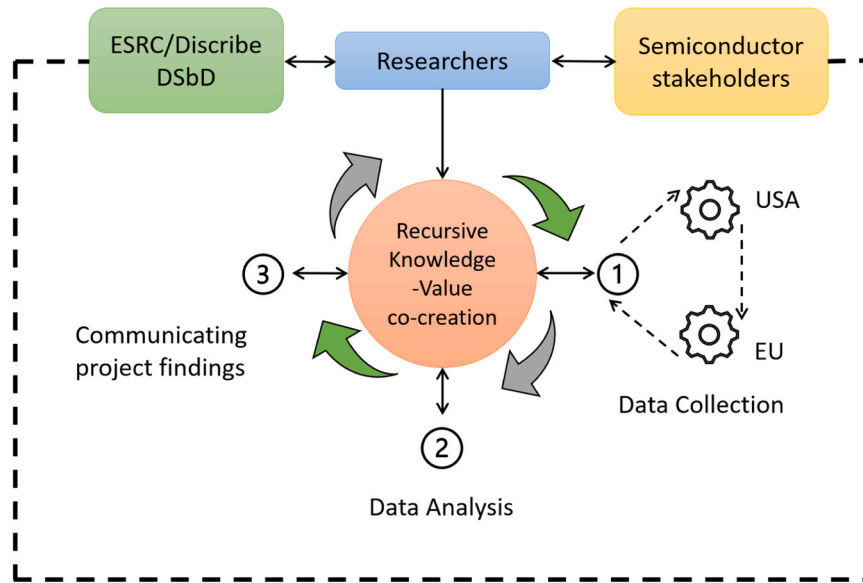 ESRC/Discribe
DSbD
Researchers
Semiconductor
stakeholders
Recursive
Knowledge
-Value
co-creation
1
USA
EU
Data Collection
2
Data Analysis
3
Communicating
project findings